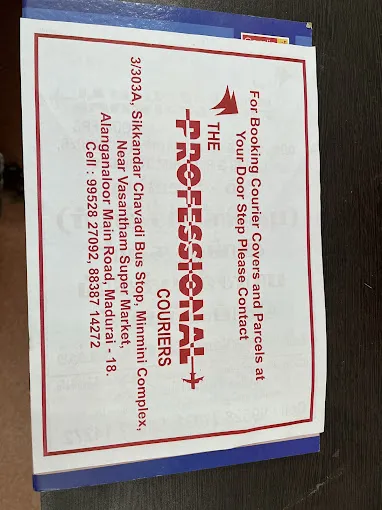 For Booking Courier Covers and Parcels at
Your Door Step Please Contact
THE
PROFESSIONAL
COURIERS
3/303A, Sikkandar Chavadi Bus Stop, Minmini Complex,
Near Vasantham Super Market,
Alanganaloor Main Road, Madurai - 18.
Cell : 99528 27092, 88387 14272